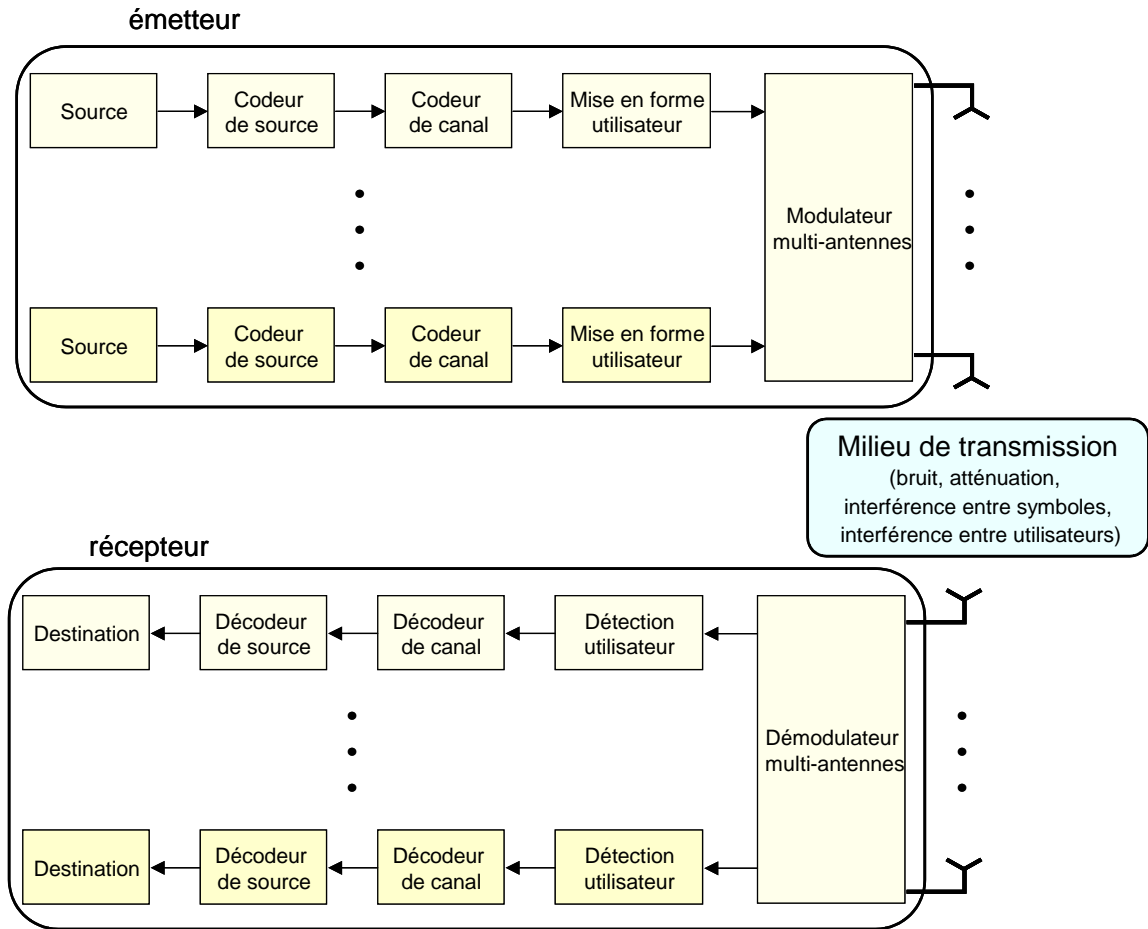 émetteur
Source
Codeur
de source
Codeur
de canal
Mise en forme
utilisateur
Modulateur
multi-antennes
Source
Codeur
de source
Codeur
de canal
Mise en forme
utilisateur
Milieu de transmission
(bruit, atténuation,
interférence entre symboles,
interférence entre utilisateurs)
récepteur
Destination
Décodeur
de source
Décodeur
de canal
Détection
utilisateur
Démodulateur
multi-antennes
Destination
Décodeur
de source
Décodeur
de canal
Détection
utilisateur